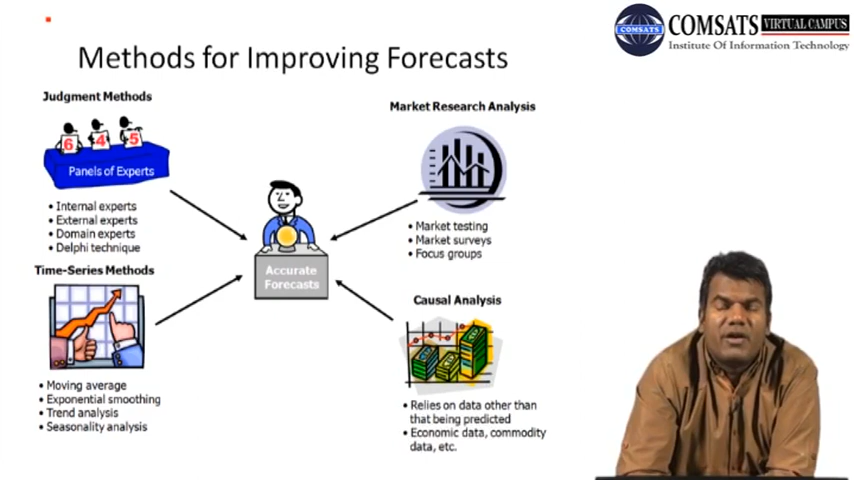 COMSATS
COMSATS
VIRTUAL CAMPUS
Institute Of Information Technology
Methods for Improving Forecasts
Judgment Methods
6 4 5
Panels of Experts
• Internal experts
• External experts
• Domain experts
• Delphi technique
Market Research Analysis
• Market testing
• Market surveys
• Focus groups
Accurate
Forecasts
Time-Series Methods
• Moving average
• Exponential smoothing
• Trend analysis
• Seasonality analysis
Causal Analysis
• Relies on data other than
that being predicted
• Economic data, commodity
data, etc.